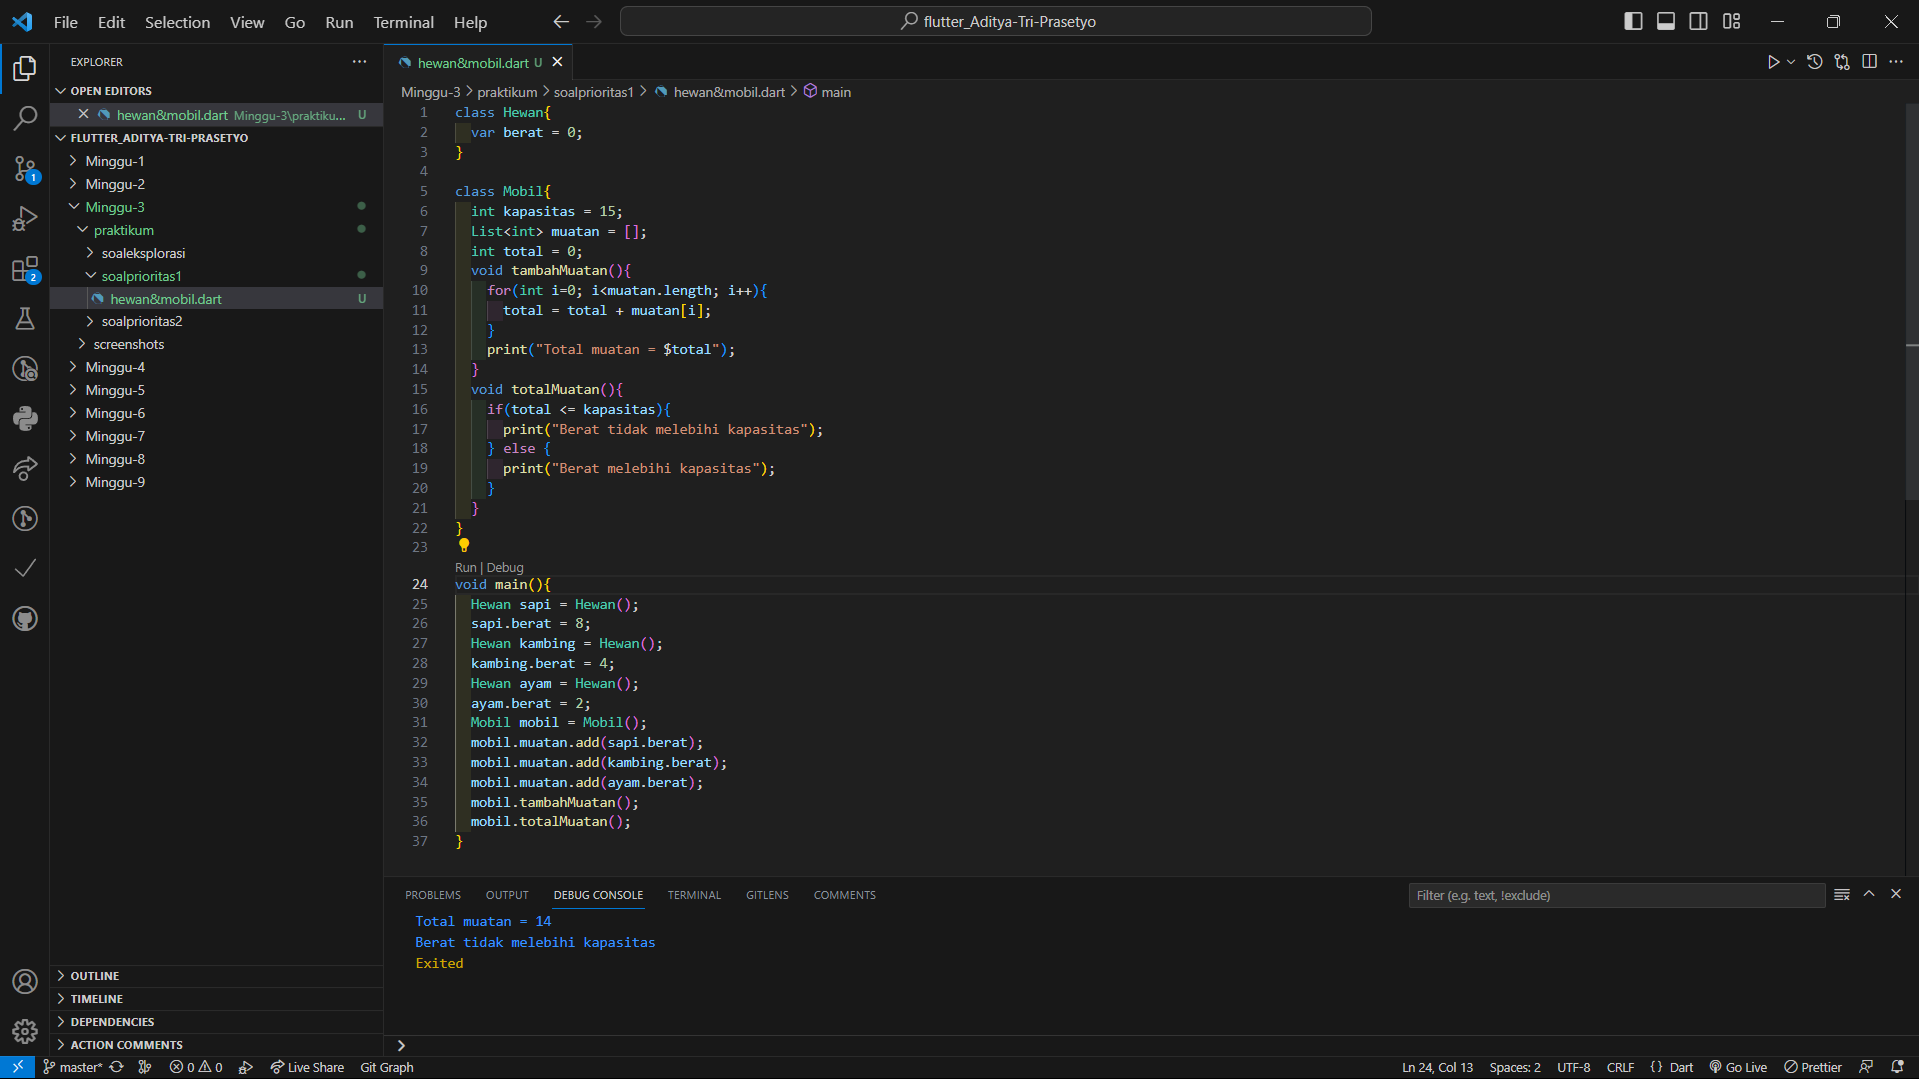 File Edit Selection View Go Run Terminal Help
flutter_Aditya-Tri-Prasetyo
EXPLORER
OPEN EDITORS
hewan&mobil.dart Minggu-3\praktiku... U
FLUTTER_ADITYA-TRI-PRASETYO
Minggu-1
Minggu-2
Minggu-3
praktikum
soaleksplorasi
soalprioritas1
hewan&mobil.dart U
soalprioritas2
screenshots
Minggu-4
Minggu-5
Minggu-6
Minggu-7
Minggu-8
Minggu-9
OUTLINE
TIMELINE
DEPENDENCIES
ACTION COMMENTS
1
2
hewan&mobil.dart U
Minggu-3 > praktikum > soalprioritas1 > hewan&mobil.dart > main
1 class Hewan{
2 var berat = 0;
3 }
4
5 class Mobil{
6 int kapasitas = 15;
7 List<int> muatan = [];
8 int total = 0;
9 void tambahMuatan(){
10 for(int i=0; i<muatan.length; i++){
11 total = total + muatan[i];
12 }
13 print("Total muatan = $total");
14 }
15 void totalMuatan(){
16 if(total <= kapasitas){
17 print("Berat tidak melebihi kapasitas");
18 } else {
19 print("Berat melebihi kapasitas");
20 }
21 }
22 }
23
Run | Debug
24 void main(){
25 Hewan sapi = Hewan();
26 sapi.berat = 8;
27 Hewan kambing = Hewan();
28 kambing.berat = 4;
29 Hewan ayam = Hewan();
30 ayam.berat = 2;
31 Mobil mobil = Mobil();
32 mobil.muatan.add(sapi.berat);
33 mobil.muatan.add(kambing.berat);
34 mobil.muatan.add(ayam.berat);
35 mobil.tambahMuatan();
36 mobil.totalMuatan();
37 }
PROBLEMS OUTPUT DEBUG CONSOLE TERMINAL GITLENS COMMENTS
Filter (e.g. text, !exclude)
Total muatan = 14
Berat tidak melebihi kapasitas
Exited
master* 0 0 Live Share Git Graph
Ln 24, Col 13 Spaces: 2 UTF-8 CRLF {} Dart Go Live Prettier